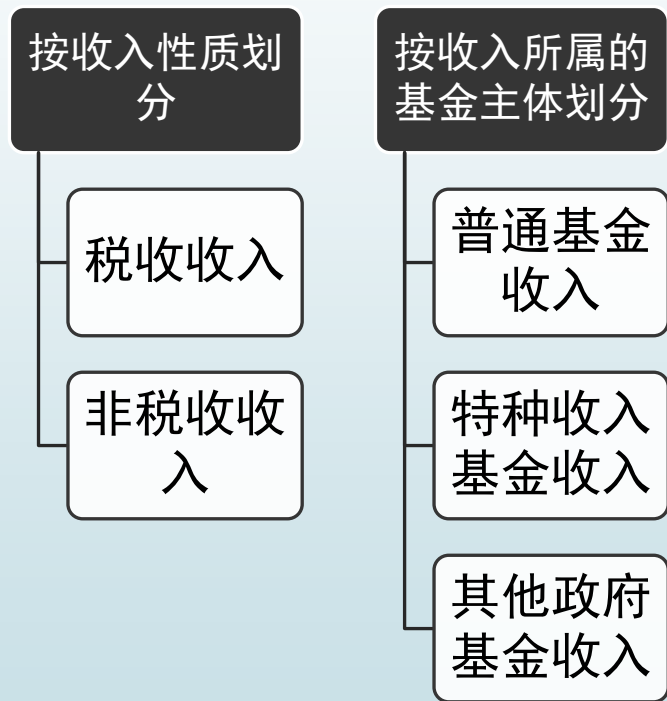 按收入性质划
分
税收收入
非税收收
入
按收入所属的
基金主体划分
普通基金
收入
特种收入
基金收入
其他政府
基金收入